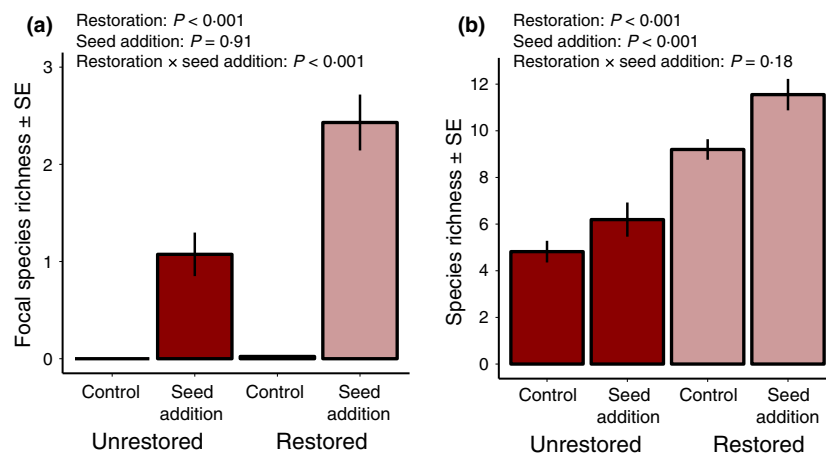 (a)
Restoration: P < 0·001
Seed addition: P = 0·91
Restoration × seed addition: P < 0·001
Focal species richness ± SE
3
2
1
0
Control
Seed addition
Control
Seed addition
Unrestored
Restored
(b)
Restoration: P < 0·001
Seed addition: P < 0·001
Restoration × seed addition: P = 0·18
Species richness ± SE
12
10
8
6
4
2
0
Control
Seed addition
Control
Seed addition
Unrestored
Restored